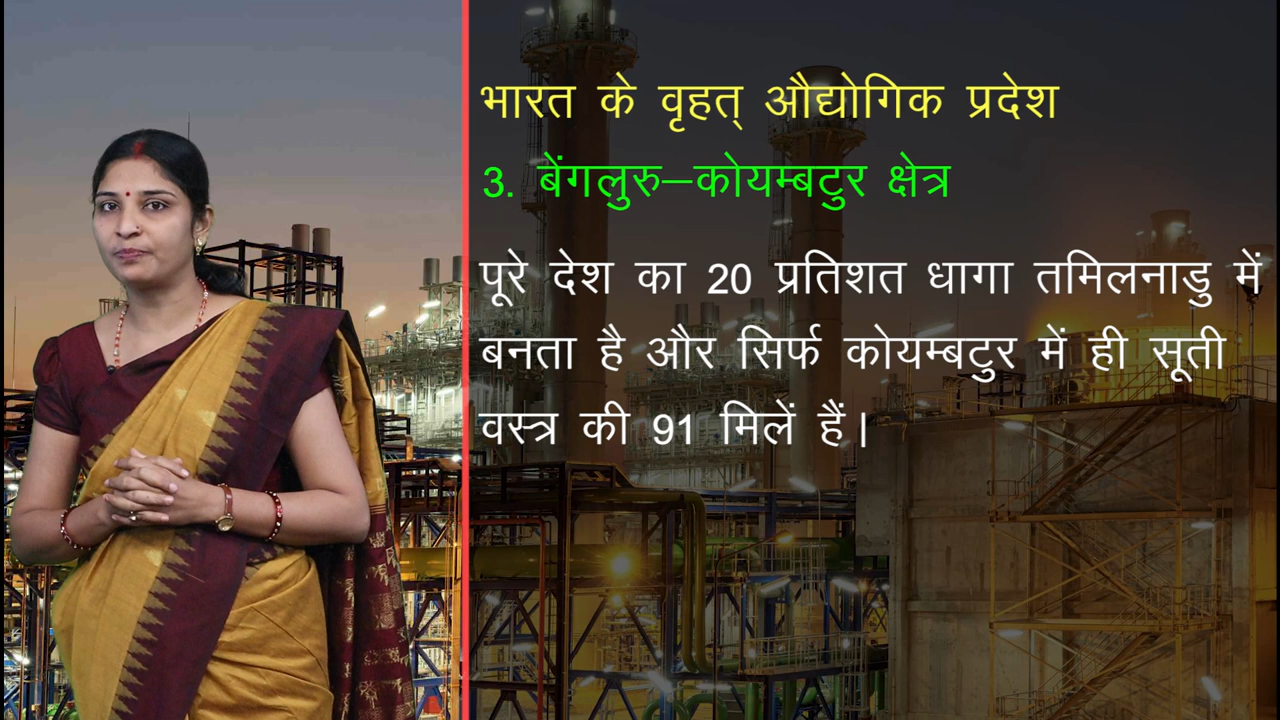 भारत के वृहत् औद्योगिक प्रदेश
3. बेंगलुरु–कोयम्बटुर क्षेत्र
पूरे देश का 20 प्रतिशत धागा तमिलनाडु में
बनता है और सिर्फ कोयम्बटुर में ही सूती
वस्त्र की 91 मिलें हैं।